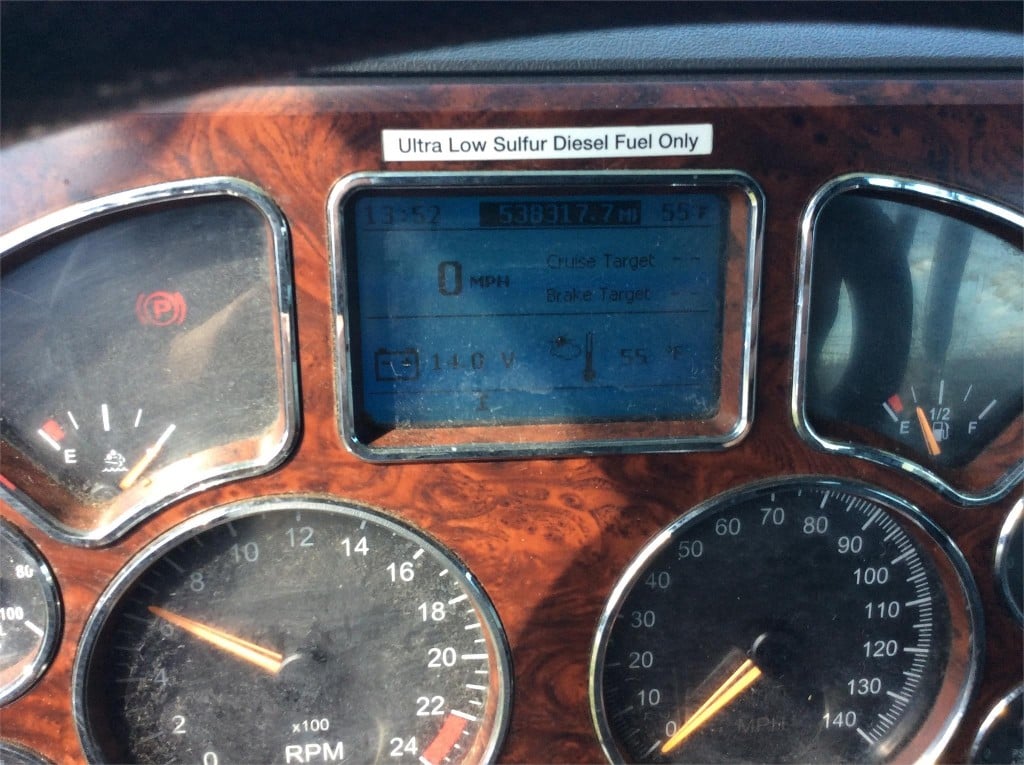 Ultra Low Sulfur Diesel Fuel Only
13:52 538317.7 MI 55 F
0 MPH
Cruise Target --
Brake Target --
14.0 V 55 °F
P
E
E 1/2 F
80
100
0 2 4 6 8 10 12 14 16 18 20 22 24
x100
RPM
0 10 20 30 40 50 60 70 80 90 100 110 120 130 140
MPH